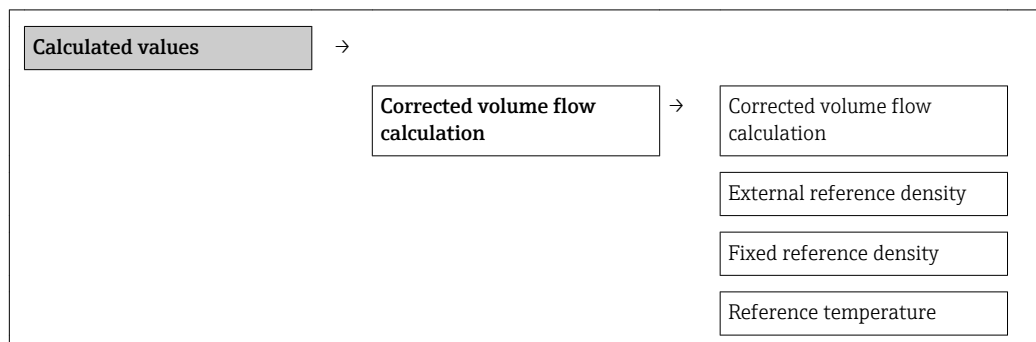 Calculated values →
Corrected volume flow → Corrected volume flow
calculation calculation
External reference density
Fixed reference density
Reference temperature